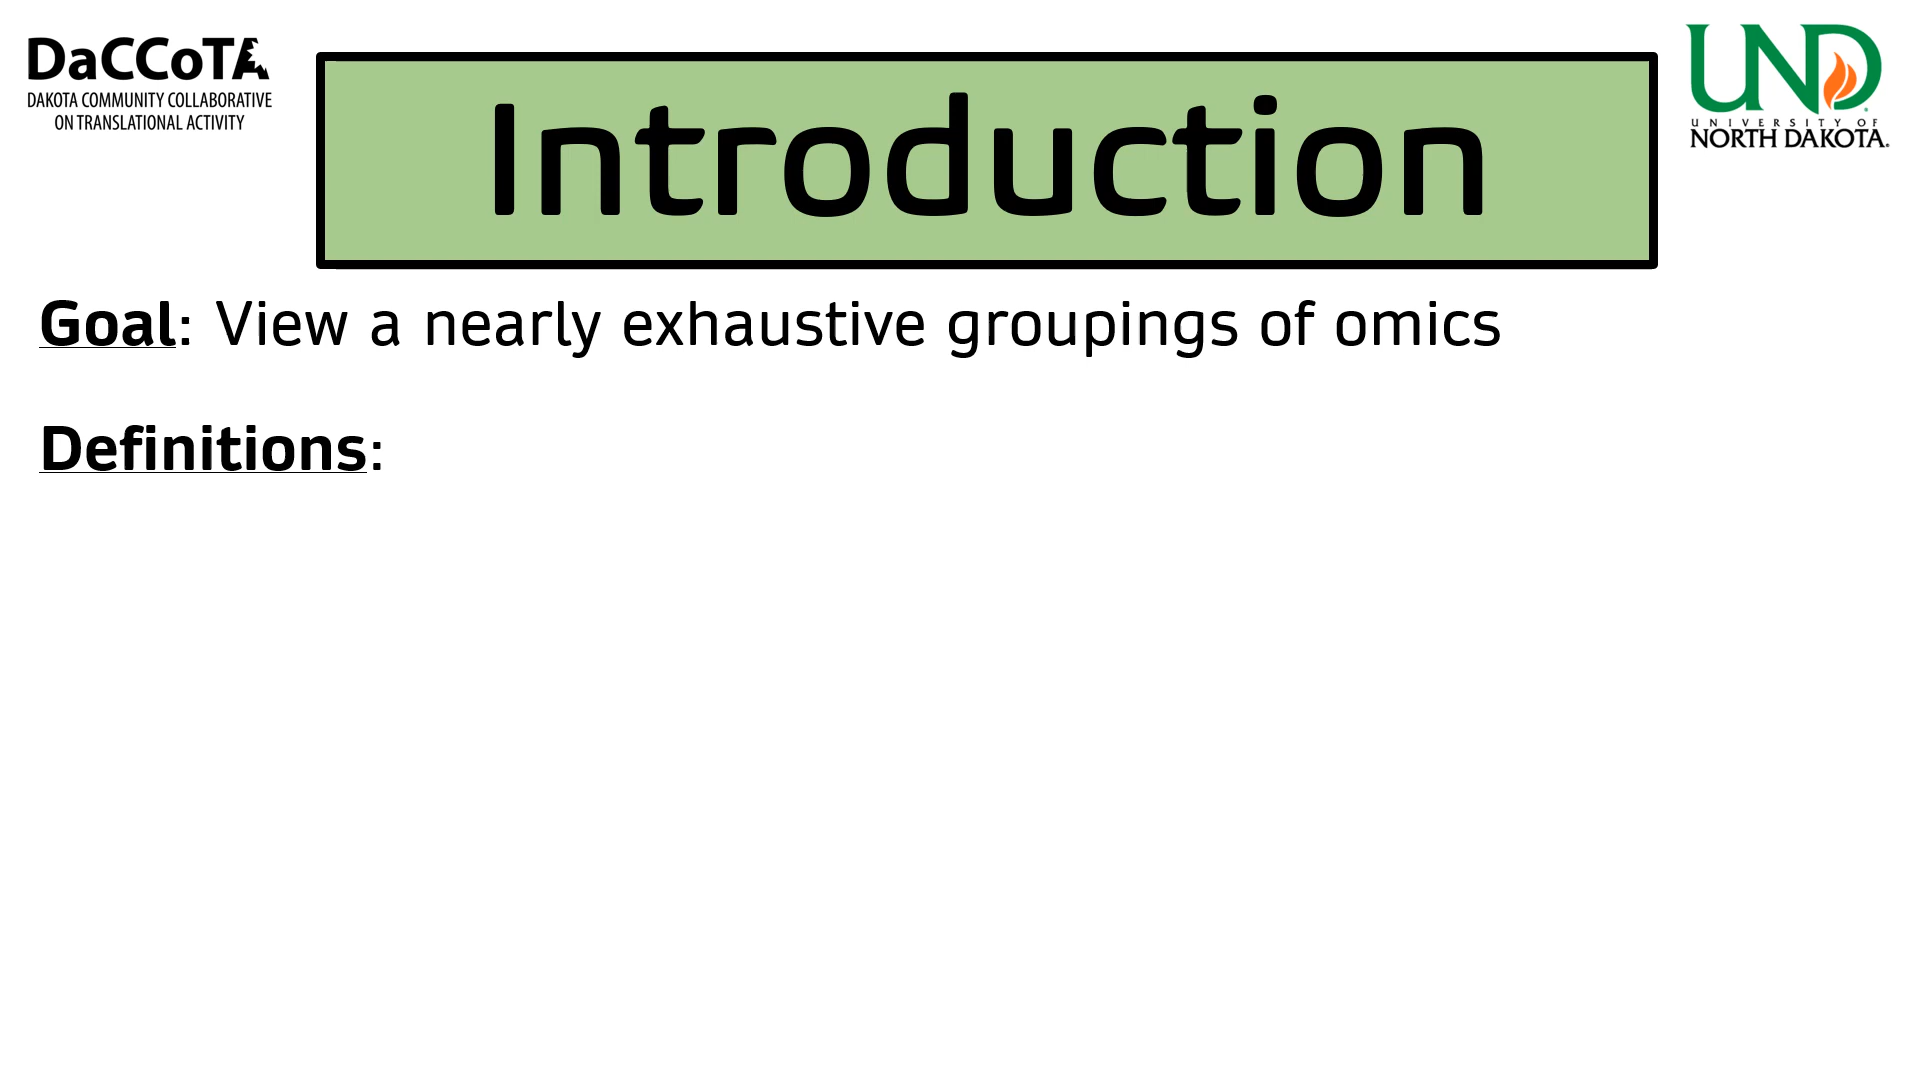 DaCCoTA
DAKOTA COMMUNITY COLLABORATIVE
ON TRANSLATIONAL ACTIVITY
Introduction
UND
UNIVERSITY OF
NORTH DAKOTA.
Goal: View a nearly exhaustive groupings of omics
Definitions: